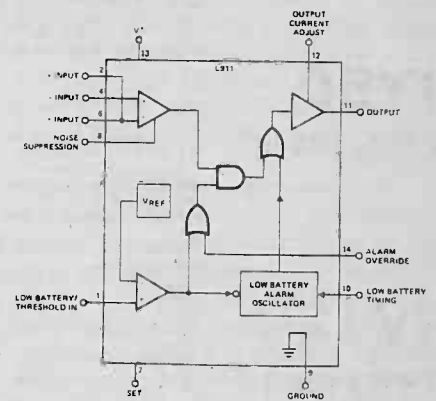 OUTPUT
CURRENT
ADJUST
V+
13
12
L911
+ INPUT 2
- INPUT 4
+ INPUT 6
NOISE
SUPPRESSION
8
11 OUTPUT
VREF
14 ALARM
OVERRIDE
LOW BATTERY
ALARM
OSCILLATOR
LOW BATTERY/
THRESHOLD IN
1
10 LOW BATTERY
TIMING
7
9
SET
GROUND